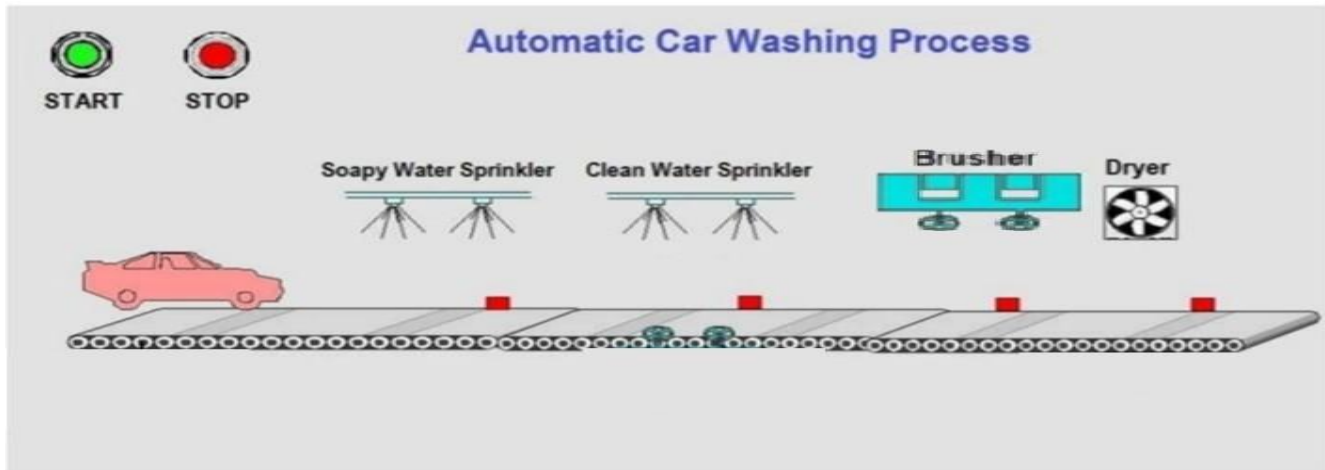 Automatic Car Washing Process
START
STOP
Soapy Water Sprinkler
Clean Water Sprinkler
Brusher
Dryer